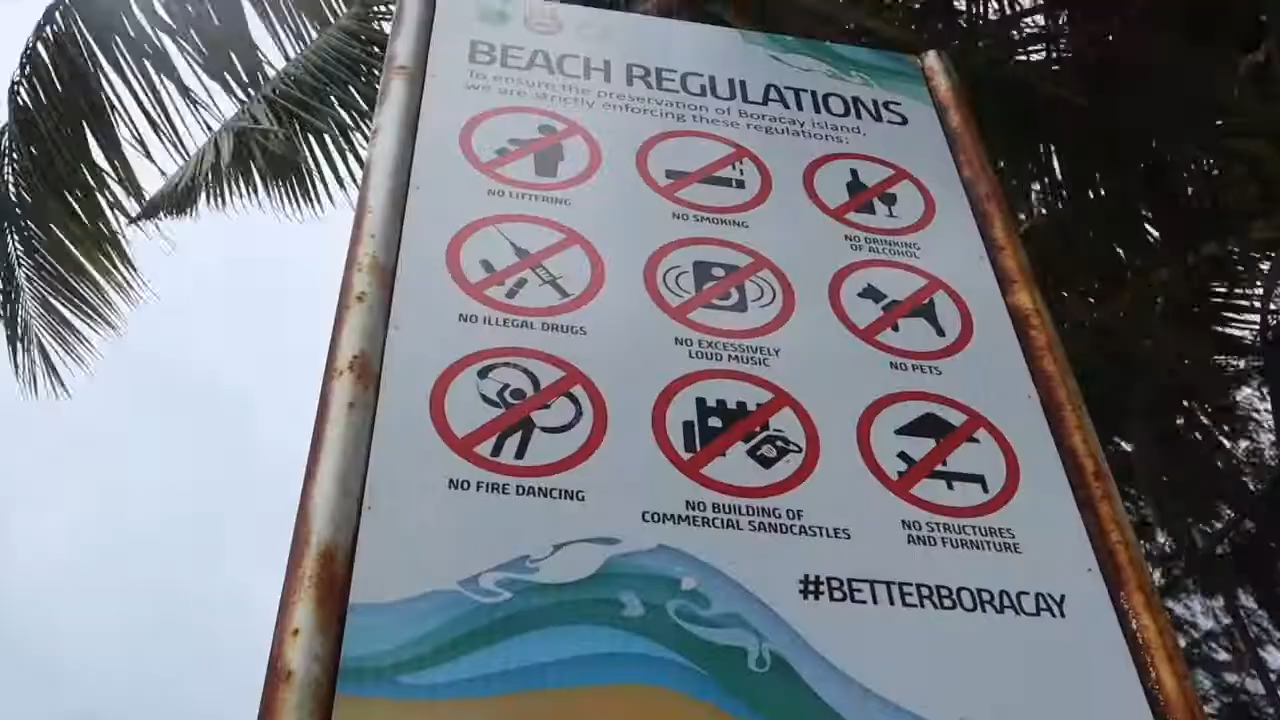 BEACH REGULATIONS
To ensure the preservation of Boracay island,
we are strictly enforcing these regulations:
NO LITTERING
NO SMOKING
NO DRINKING
OF ALCOHOL
NO ILLEGAL DRUGS
NO EXCESSIVELY
LOUD MUSIC
NO PETS
NO FIRE DANCING
NO BUILDING OF
COMMERCIAL SANDCASTLES
NO STRUCTURES
AND FURNITURE
#BETTERBORACAY